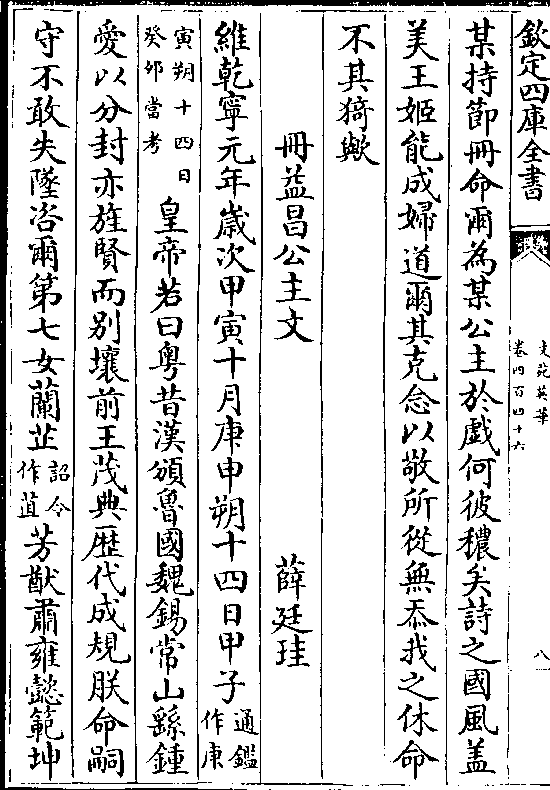 欽定四庫全書
文苑英華
卷四百四十六
八
某持節冊命爾為某公主於戲何彼穠矣詩之國風盖
美王姬能成婦道爾其克念以敬所從無忝我之休命
不其猗歟
冊益昌公主文
薛廷珪
維乾寧元年嵗次甲寅十月庚申朔十四日甲子通鑑作庚
寅朔十四日癸夘當考皇帝若曰粤昔漢頒魯國魏錫常山繇鍾
愛以分封亦旌賢而别壤前王茂典歴代成規朕命嗣
守不敢失墜咨爾第七女蘭芷詔令作茝芳猷肅雍懿範坤